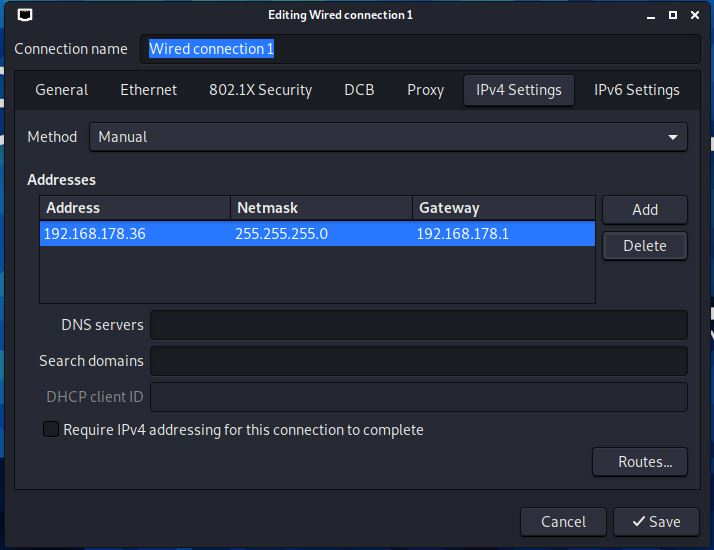 Editing Wired connection 1
Connection name Wired connection 1
General Ethernet 802.1X Security DCB Proxy IPv4 Settings IPv6 Settings
Method Manual
Addresses
Address Netmask Gateway
Add
192.168.178.36 255.255.255.0 192.168.178.1
Delete
DNS servers
Search domains
DHCP client ID
Require IPv4 addressing for this connection to complete
Routes...
Cancel Save